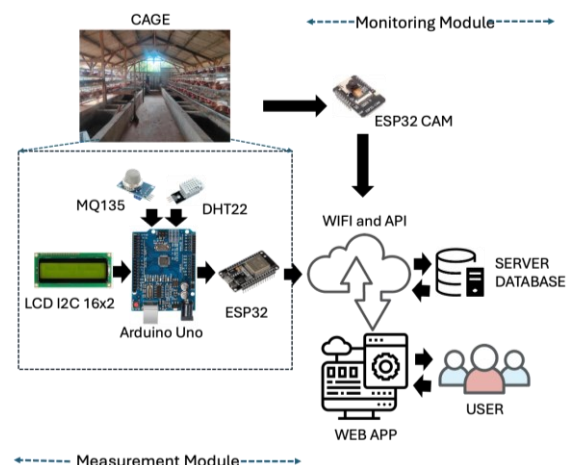 CAGE
Monitoring Module
ESP32 CAM
MQ135
DHT22
WIFI and API
SERVER
DATABASE
LCD I2C 16x2
ESP32
Arduino Uno
WEB APP
USER
Measurement Module